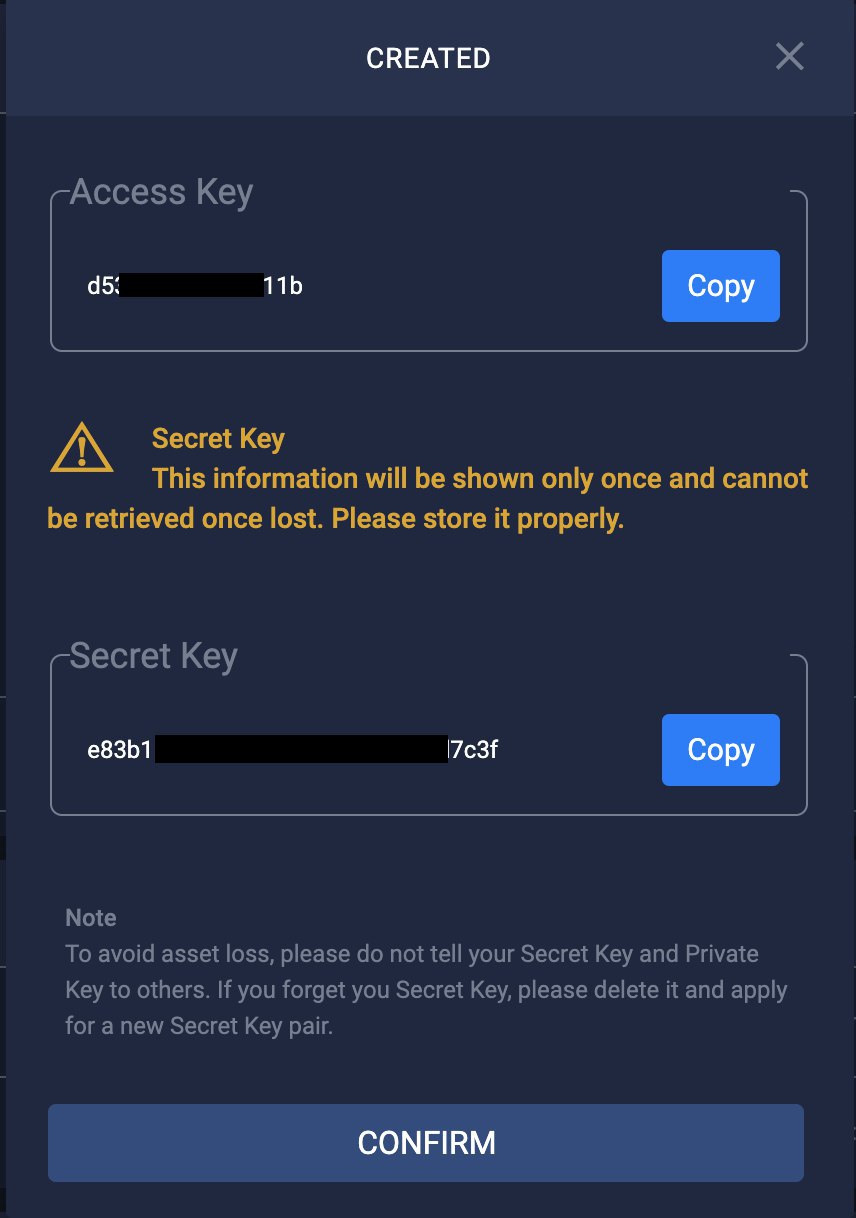 CREATED
Access Key
d53 11b
Copy
Secret Key
This information will be shown only once and cannot
be retrieved once lost. Please store it properly.
Secret Key
e83b1 7c3f
Copy
Note
To avoid asset loss, please do not tell your Secret Key and Private
Key to others. If you forget you Secret Key, please delete it and apply
for a new Secret Key pair.
CONFIRM